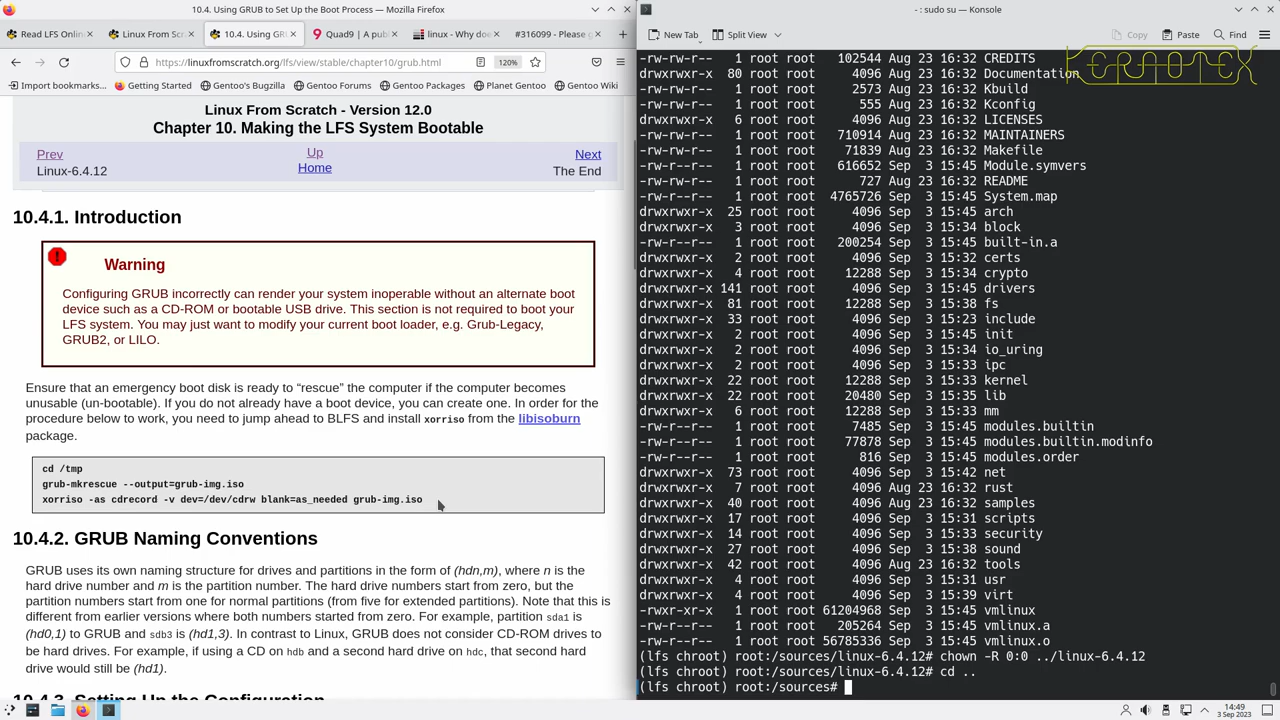 10.4. Using GRUB to Set Up the Boot Process — Mozilla Firefox
Read LFS Onlin
Linux From Scra
10.4. Using GR
Quad9 | A publ
linux - Why doe
#316099 - Please g
https://linuxfromscratch.org/lfs/view/stable/chapter10/grub.html
120%
Import bookmarks...
Getting Started
Gentoo's Bugzilla
Gentoo Forums
Gentoo Packages
Planet Gentoo
Gentoo Wiki
Linux From Scratch - Version 12.0
Chapter 10. Making the LFS System Bootable
Prev
Up
Next
Linux-6.4.12
Home
The End
10.4.1. Introduction
Warning
Configuring GRUB incorrectly can render your system inoperable without an alternate boot
device such as a CD-ROM or bootable USB drive. This section is not required to boot your
LFS system. You may just want to modify your current boot loader, e.g. Grub-Legacy,
GRUB2, or LILO.
Ensure that an emergency boot disk is ready to “rescue” the computer if the computer becomes
unusable (un-bootable). If you do not already have a boot device, you can create one. In order for the
procedure below to work, you need to jump ahead to BLFS and install xorriso from the libisoburn
package.
cd /tmp
grub-mkrescue --output=grub-img.iso
xorriso -as cdrecord -v dev=/dev/cdrw blank=as_needed grub-img.iso
10.4.2. GRUB Naming Conventions
GRUB uses its own naming structure for drives and partitions in the form of (hdn,m), where n is the
hard drive number and m is the partition number. The hard drive numbers start from zero, but the
partition numbers start from one for normal partitions (from five for extended partitions). Note that this is
different from earlier versions where both numbers started from zero. For example, partition sda1 is
(hd0,1) to GRUB and sdb3 is (hd1,3). In contrast to Linux, GRUB does not consider CD-ROM drives to
be hard drives. For example, if using a CD on hdb and a second hard drive on hdc, that second hard
drive would still be (hd1).
10.4.3. Setting Up the Configuration
- : sudo su — Konsole
New Tab
Split View
Copy
Paste
Find
KERNOTEX
-rw-rw-r-- 1 root root 102544 Aug 23 16:32 CREDITS
drwxrwxr-x 80 root root 4096 Aug 23 16:32 Documentation
-rw-rw-r-- 1 root root 2573 Aug 23 16:32 Kbuild
-rw-rw-r-- 1 root root 555 Aug 23 16:32 Kconfig
drwxrwxr-x 6 root root 4096 Aug 23 16:32 LICENSES
-rw-rw-r-- 1 root root 710914 Aug 23 16:32 MAINTAINERS
-rw-rw-r-- 1 root root 71839 Aug 23 16:32 Makefile
-rw-r--r-- 1 root root 616652 Sep 3 15:45 Module.symvers
-rw-rw-r-- 1 root root 727 Aug 23 16:32 README
-rw-r--r-- 1 root root 4765726 Sep 3 15:45 System.map
drwxrwxr-x 25 root root 4096 Sep 3 15:45 arch
drwxrwxr-x 3 root root 4096 Sep 3 15:34 block
-rw-r--r-- 1 root root 200254 Sep 3 15:45 built-in.a
drwxrwxr-x 2 root root 4096 Sep 3 15:32 certs
drwxrwxr-x 4 root root 12288 Sep 3 15:34 crypto
drwxrwxr-x 141 root root 4096 Sep 3 15:45 drivers
drwxrwxr-x 81 root root 12288 Sep 3 15:38 fs
drwxrwxr-x 33 root root 4096 Sep 3 15:23 include
drwxrwxr-x 2 root root 4096 Sep 3 15:45 init
drwxrwxr-x 2 root root 4096 Sep 3 15:34 io_uring
drwxrwxr-x 2 root root 4096 Sep 3 15:33 ipc
drwxrwxr-x 22 root root 12288 Sep 3 15:45 kernel
drwxrwxr-x 22 root root 20480 Sep 3 15:35 lib
drwxrwxr-x 6 root root 12288 Sep 3 15:33 mm
-rw-r--r-- 1 root root 7485 Sep 3 15:45 modules.builtin
-rw-r--r-- 1 root root 77878 Sep 3 15:45 modules.builtin.modinfo
-rw-r--r-- 1 root root 816 Sep 3 15:45 modules.order
drwxrwxr-x 73 root root 4096 Sep 3 15:42 net
drwxrwxr-x 7 root root 4096 Aug 23 16:32 rust
drwxrwxr-x 40 root root 4096 Aug 23 16:32 samples
drwxrwxr-x 17 root root 4096 Sep 3 15:31 scripts
drwxrwxr-x 14 root root 4096 Sep 3 15:33 security
drwxrwxr-x 27 root root 4096 Sep 3 15:38 sound
drwxrwxr-x 42 root root 4096 Aug 23 16:32 tools
drwxrwxr-x 4 root root 4096 Sep 3 15:31 usr
drwxrwxr-x 4 root root 4096 Sep 3 15:39 virt
-rwxr-xr-x 1 root root 61204968 Sep 3 15:45 vmlinux
-rw-r--r-- 1 root root 205264 Sep 3 15:45 vmlinux.a
-rw-r--r-- 1 root root 56785336 Sep 3 15:45 vmlinux.o
(lfs chroot) root:/sources/linux-6.4.12# chown -R 0:0 ../linux-6.4.12
(lfs chroot) root:/sources/linux-6.4.12# cd ..
(lfs chroot) root:/sources#
14:49
3 Sep 2023